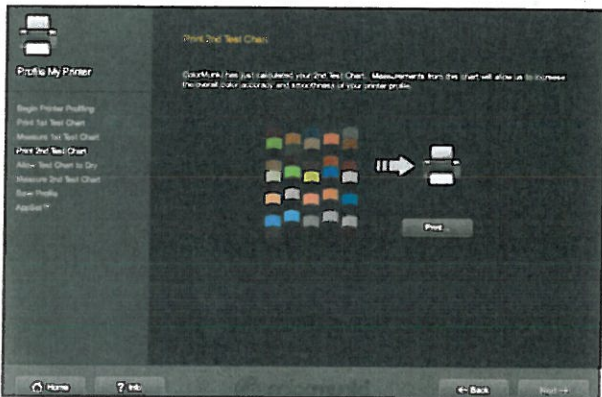 Print 2nd Test Chart
Profile My Printer
ColorMunki has just calculated your 2nd Test Chart. Measurements from this chart will allow us to increase
the overall color accuracy and smoothness of your printer profile.
Begin Printer Profiling
Print 1st Test Chart
Measure 1st Test Chart
Print 2nd Test Chart
Allow Test Chart to Dry
Measure 2nd Test Chart
Save Profile
AppSet™
Print...
Home
? Info
colormunki
← Back
Next →